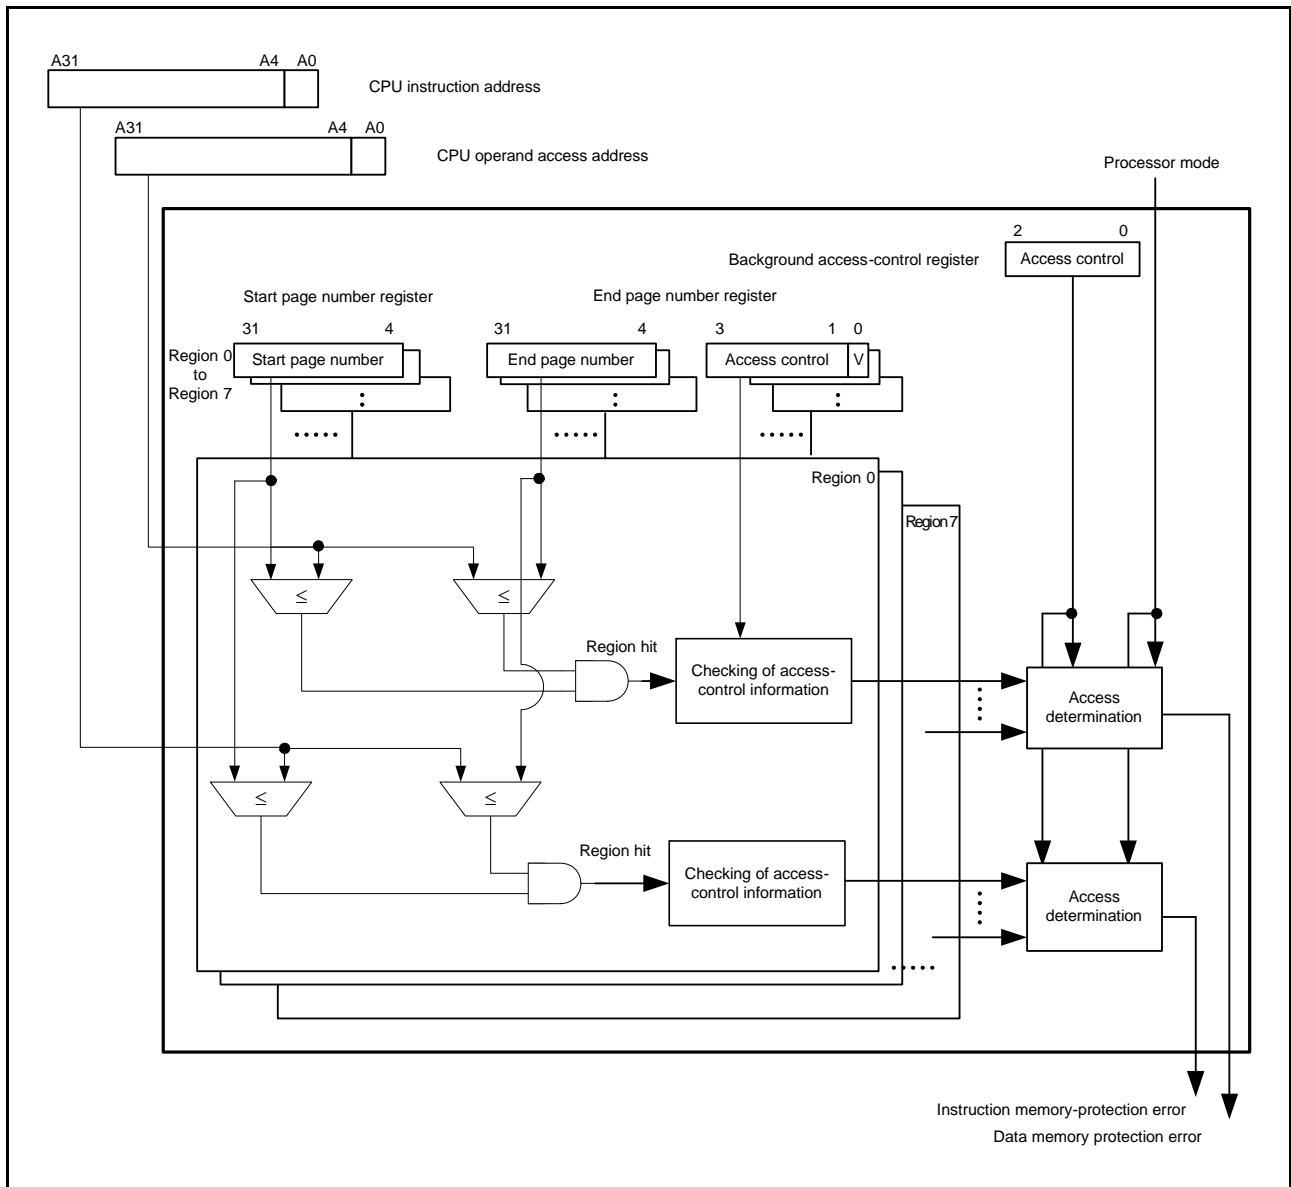 A31 A4 A0
CPU instruction address
A31 A4 A0
CPU operand access address
Processor mode
2 0
Background access-control register
Access control
Start page number register
End page number register
31 4
31 4
3 1 0
Region 0
to
Region 7
Start page number
End page number
Access control
V
:
:
:
.....
.....
.....
Region 0
Region 7
≤
≤
Region hit
Checking of access-
control information
Access
determination
≤
≤
Region hit
Checking of access-
control information
Access
determination
.....
Instruction memory-protection error
Data memory protection error